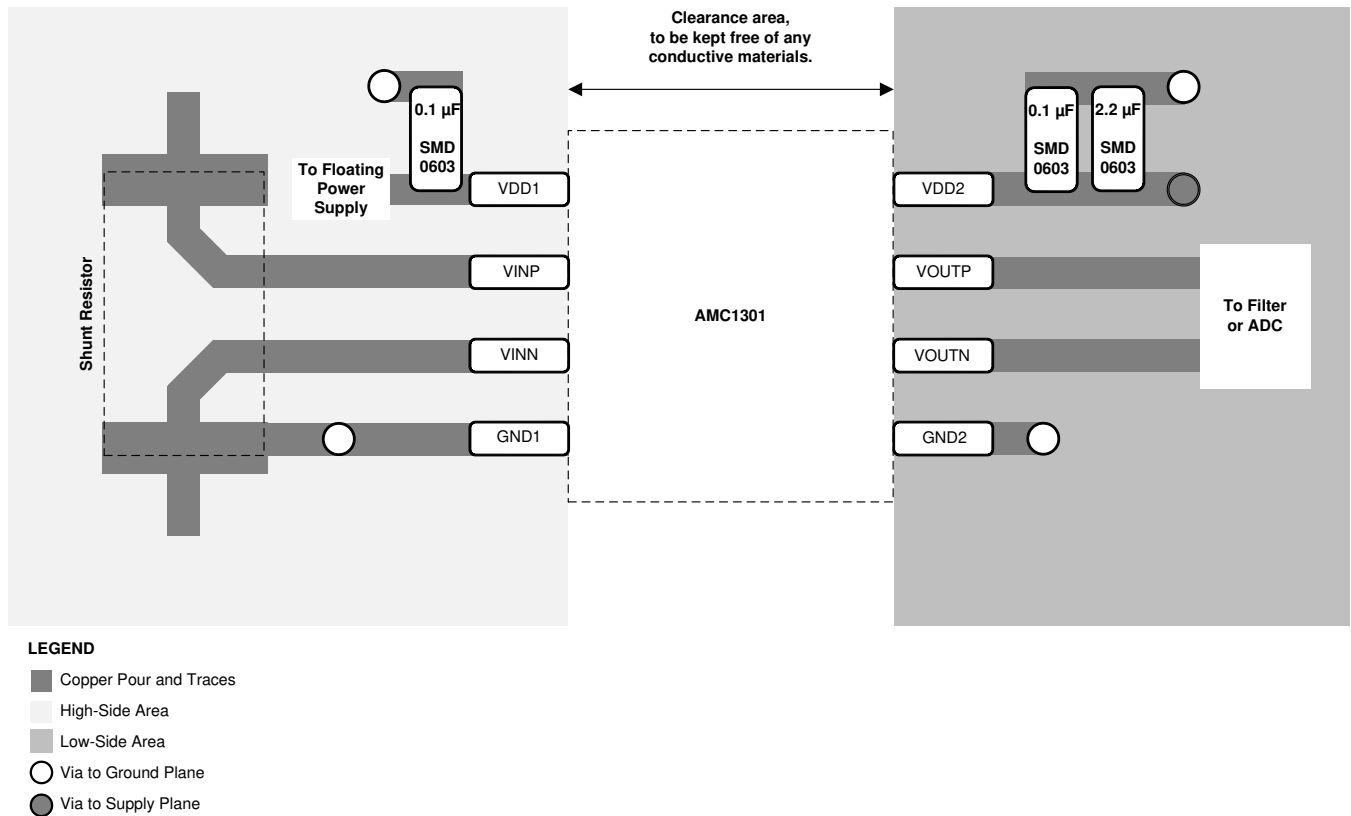 Clearance area,
to be kept free of any
conductive materials.
0.1 µF
SMD
0603
To Floating
Power
Supply
VDD1
VINP
VINN
GND1
Shunt Resistor
AMC1301
0.1 µF
SMD
0603
2.2 µF
SMD
0603
VDD2
VOUTP
VOUTN
GND2
To Filter
or ADC
LEGEND
Copper Pour and Traces
High-Side Area
Low-Side Area
Via to Ground Plane
Via to Supply Plane